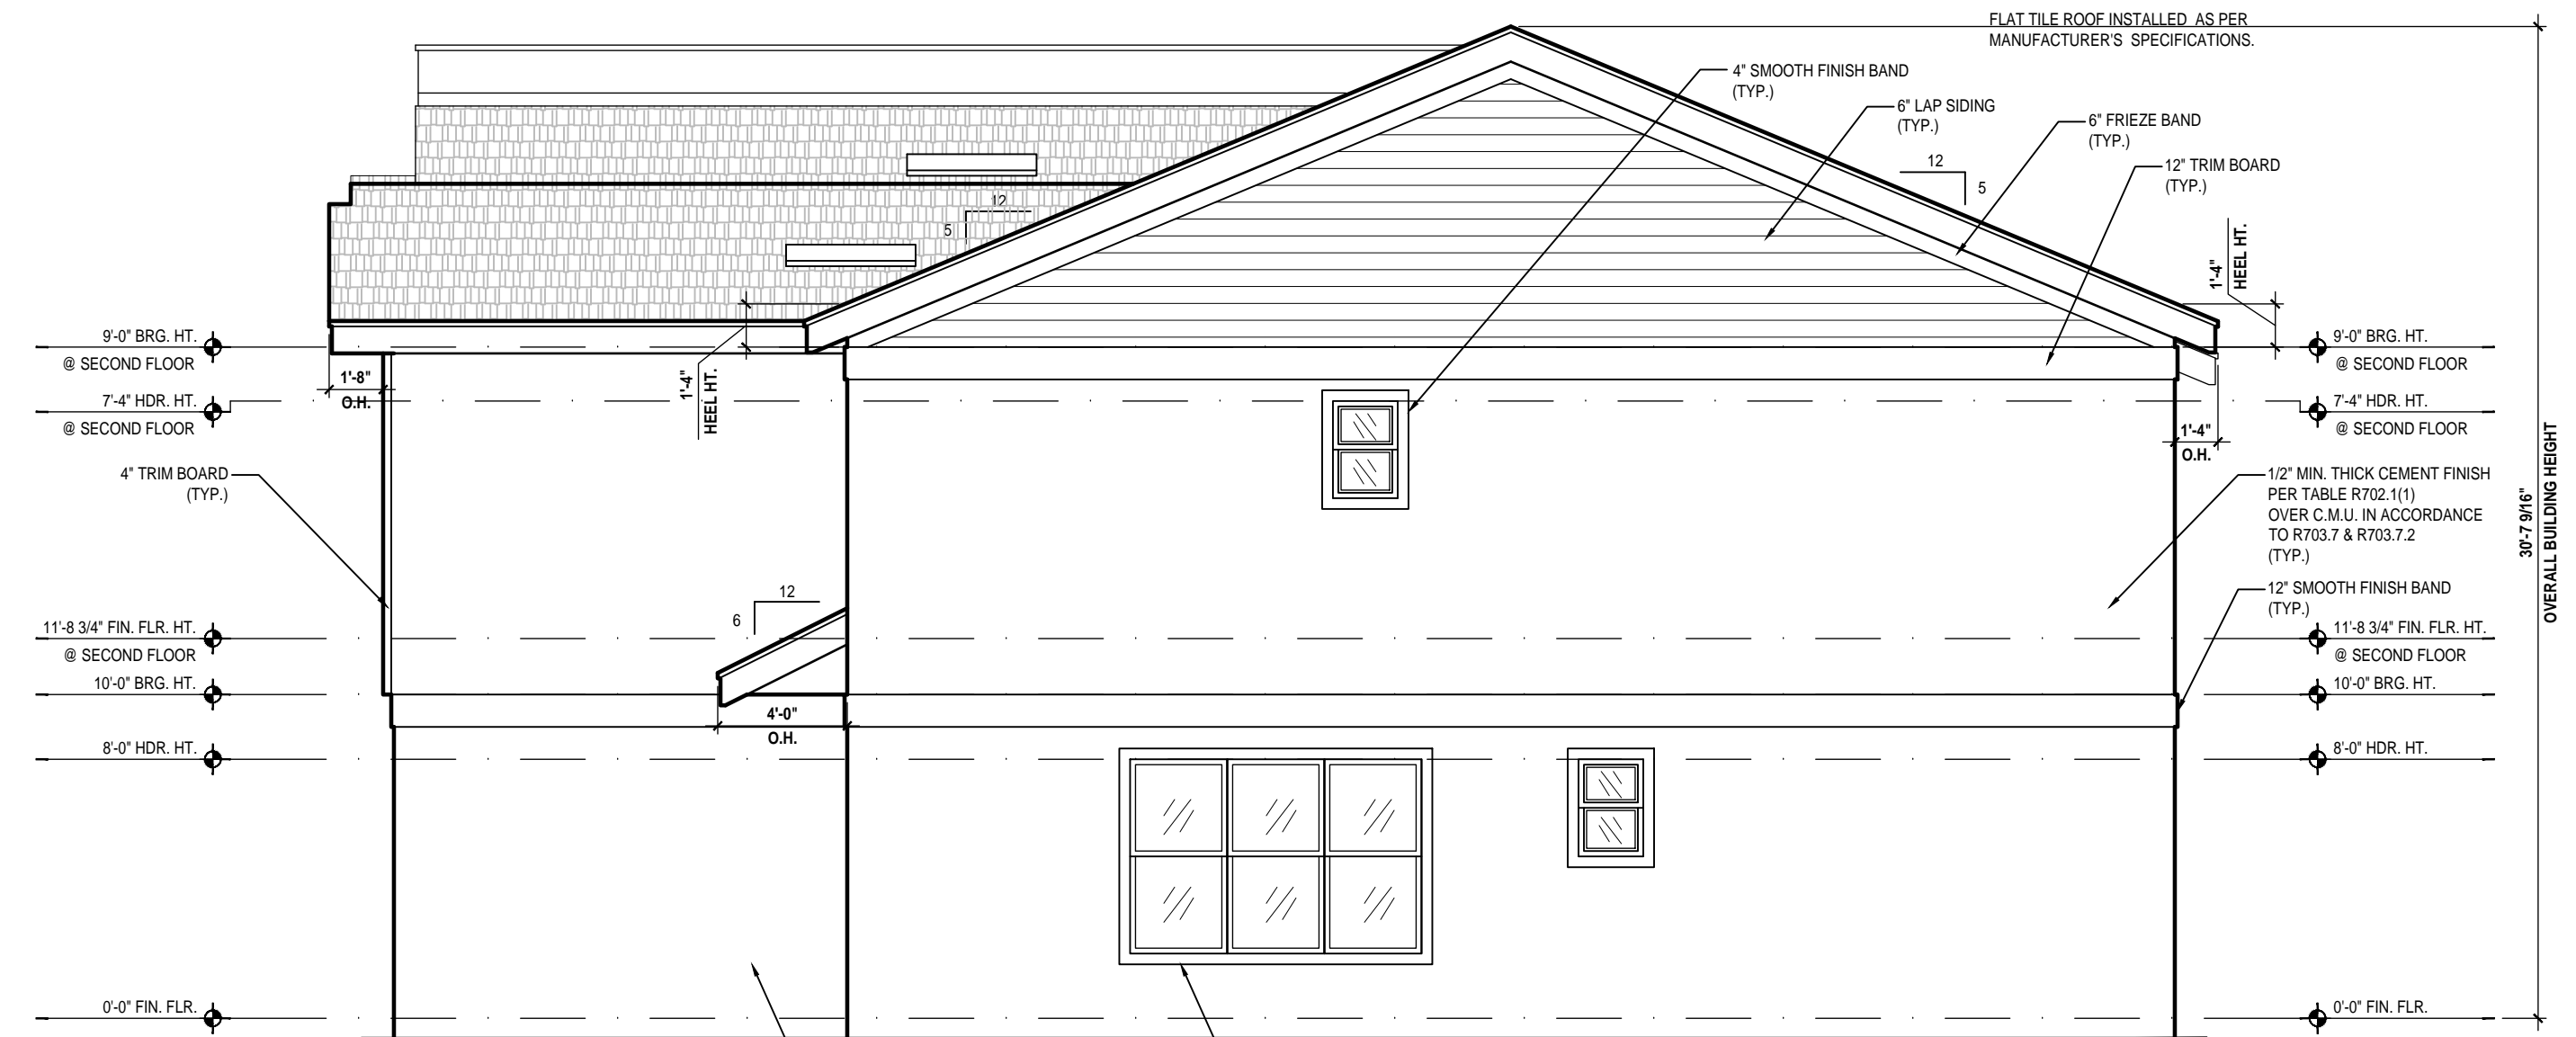 FLAT TILE ROOF INSTALLED AS PER
MANUFACTURER'S SPECIFICATIONS.
4" SMOOTH FINISH BAND
(TYP.)
6" LAP SIDING
(TYP.)
6" FRIEZE BAND
(TYP.)
12" TRIM BOARD
(TYP.)
12
5
12
5
1'-4"
HEEL HT.
1'-4"
HEEL HT.
9'-0" BRG. HT.
@ SECOND FLOOR
1'-8"
O.H.
7'-4" HDR. HT.
@ SECOND FLOOR
4" TRIM BOARD
(TYP.)
12
6
11'-8 3/4" FIN. FLR. HT.
@ SECOND FLOOR
10'-0" BRG. HT.
4'-0"
O.H.
8'-0" HDR. HT.
0'-0" FIN. FLR.
9'-0" BRG. HT.
@ SECOND FLOOR
7'-4" HDR. HT.
@ SECOND FLOOR
1'-4"
O.H.
1/2" MIN. THICK CEMENT FINISH
PER TABLE R702.1(1)
OVER C.M.U. IN ACCORDANCE
TO R703.7 & R703.7.2
(TYP.)
12" SMOOTH FINISH BAND
(TYP.)
11'-8 3/4" FIN. FLR. HT.
@ SECOND FLOOR
10'-0" BRG. HT.
8'-0" HDR. HT.
0'-0" FIN. FLR.
30'-7 9/16"
OVERALL BUILDING HEIGHT